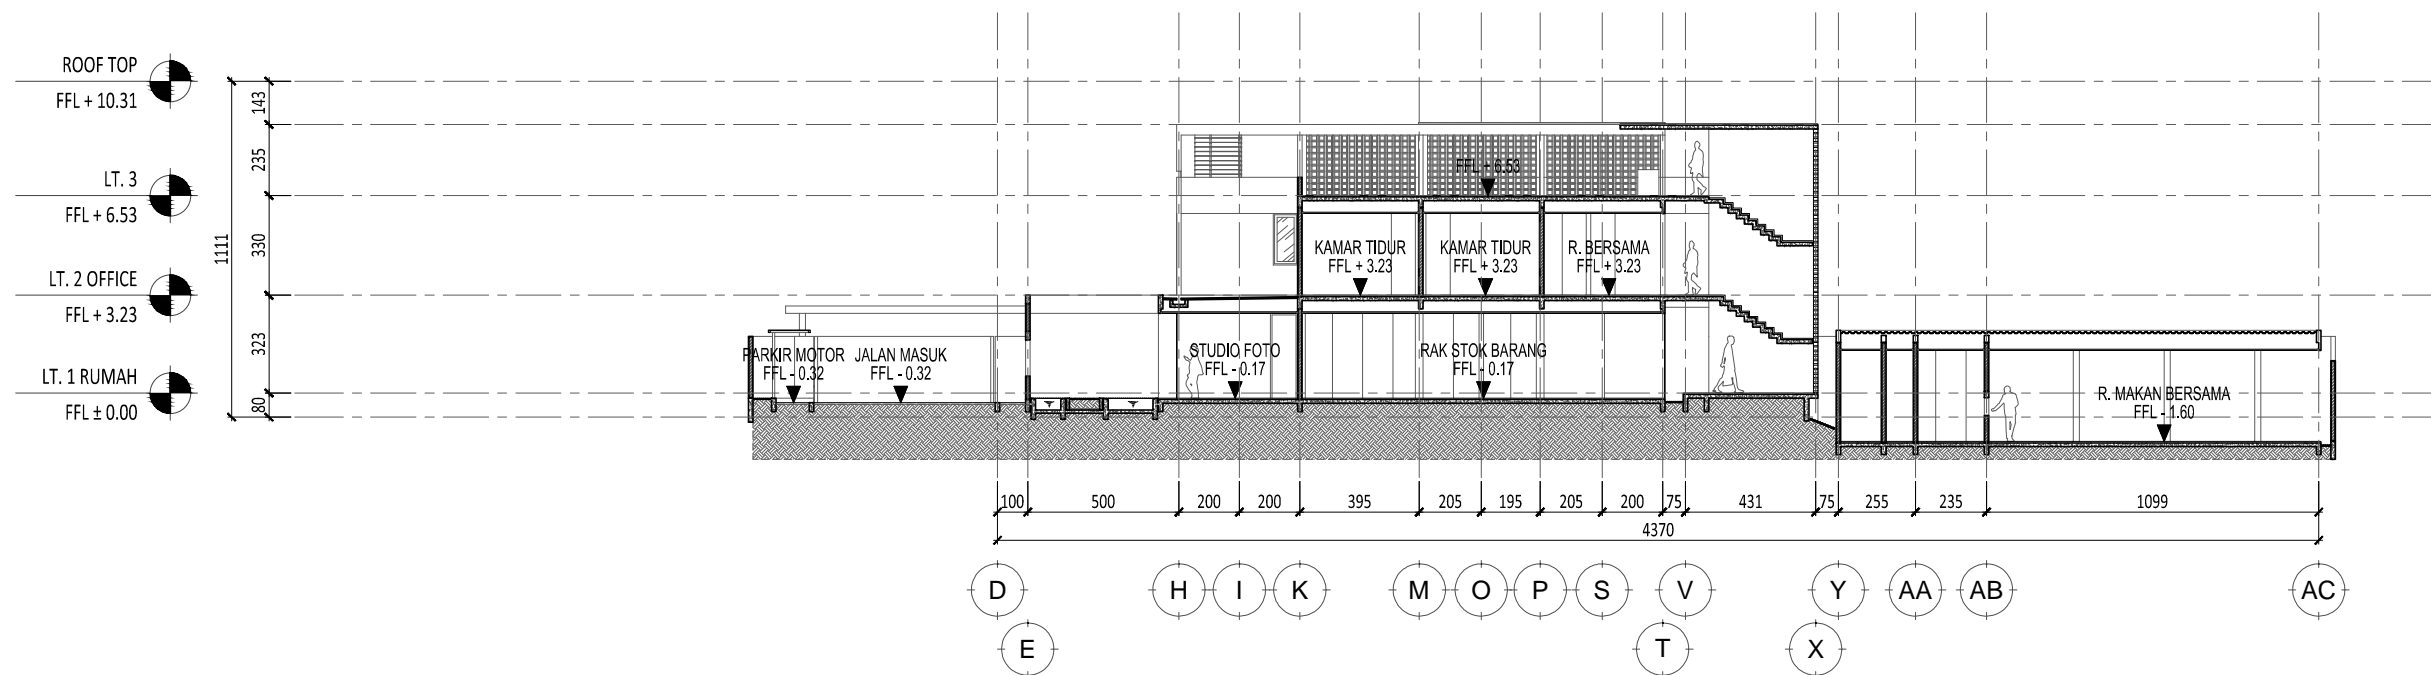 ROOF TOP
FFL + 10.31
LT. 3
FFL + 6.53
LT. 2 OFFICE
FFL + 3.23
LT. 1 RUMAH
FFL ± 0.00
1111
143
235
330
323
80
FFL + 6.53
KAMAR TIDUR
FFL + 3.23
KAMAR TIDUR
FFL + 3.23
R. BERSAMA
FFL + 3.23
PARKIR MOTOR
FFL - 0.32
JALAN MASUK
FFL - 0.32
STUDIO FOTO
FFL - 0.17
RAK STOK BARANG
FFL - 0.17
R. MAKAN BERSAMA
FFL - 1.60
100 500 200 200 395 205 195 205 200 75 431 75 255 235 1099
4370
D H I K M O P S V Y AA AB AC
E T X